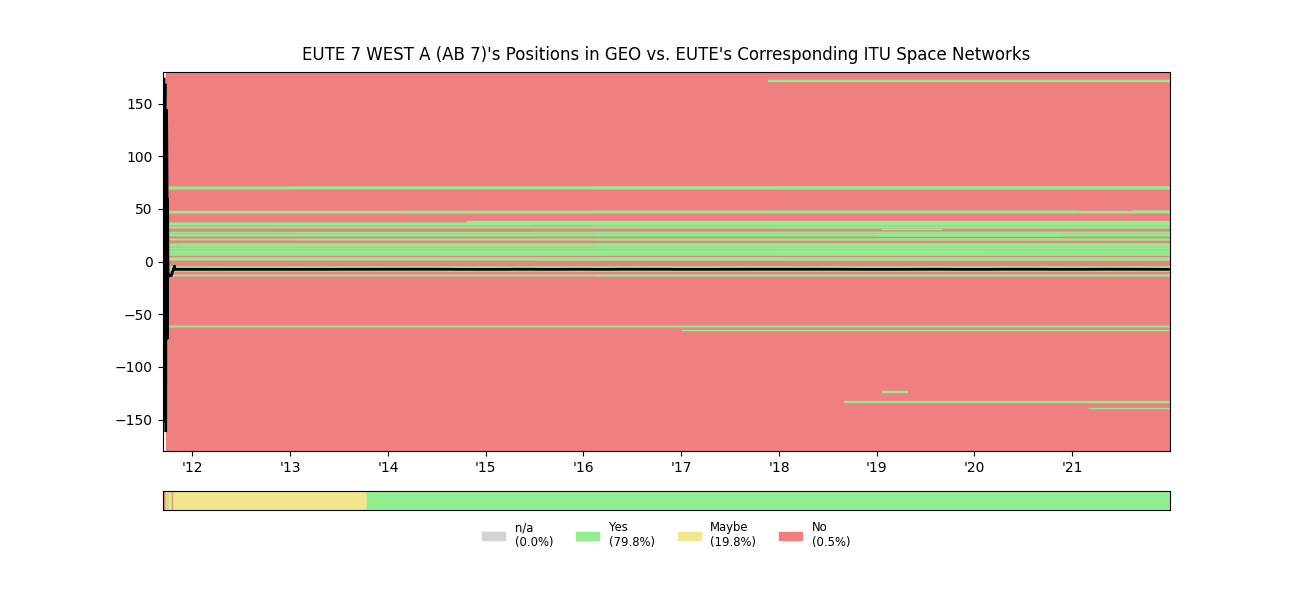 EUTE 7 WEST A (AB 7)'s Positions in GEO vs. EUTE's Corresponding ITU Space Networks
150
100
50
0
−50
−100
−150
'12 '13 '14 '15 '16 '17 '18 '19 '20 '21
n/a Yes Maybe No
(0.0%) (79.8%) (19.8%) (0.5%)